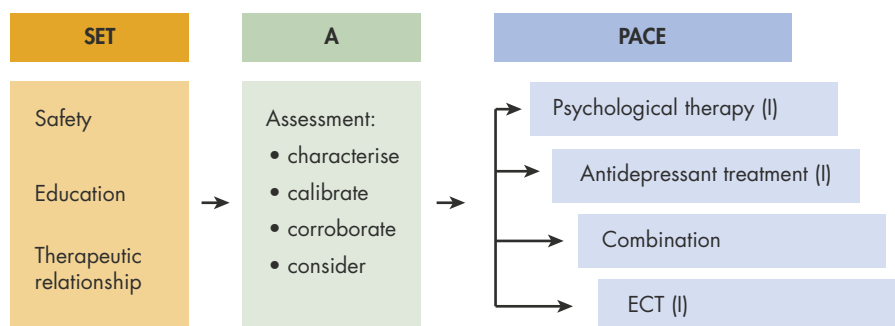 SET
A
PACE
Safety
Education
Therapeutic
relationship
Assessment:
• characterise
• calibrate
• corroborate
• consider
Psychological therapy (I)
Antidepressant treatment (I)
Combination
ECT (I)